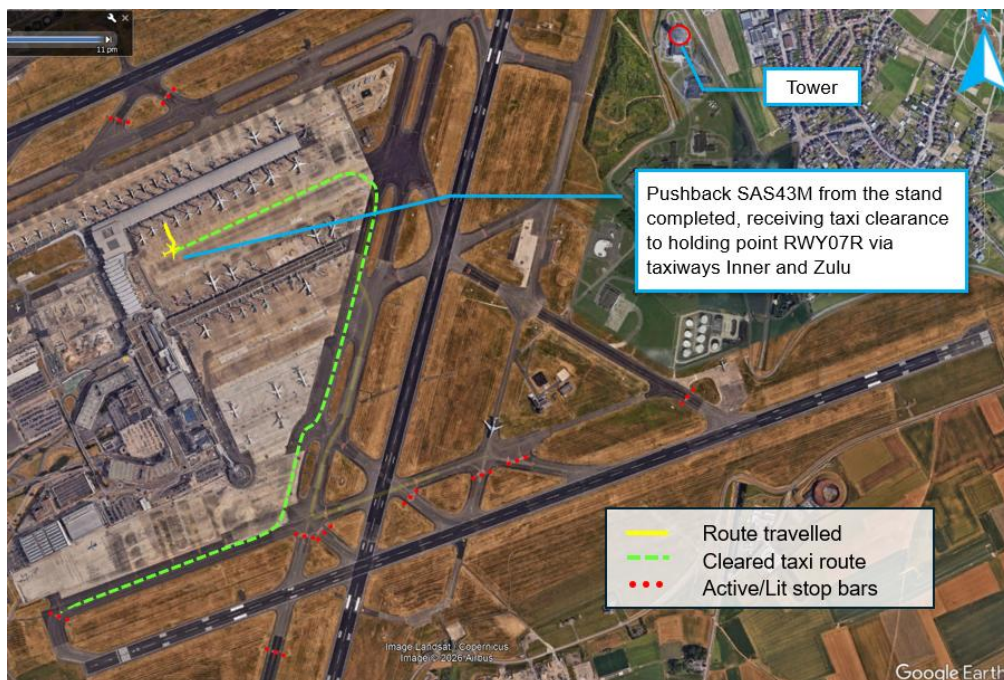 11 pm
N
Tower
Pushback SAS43M from the stand
completed, receiving taxi clearance
to holding point RWY07R via
taxiways Inner and Zulu
Route travelled
Cleared taxi route
Active/Lit stop bars
Image Landsat / Copernicus
Image © 2026 Airbus
Google Earth